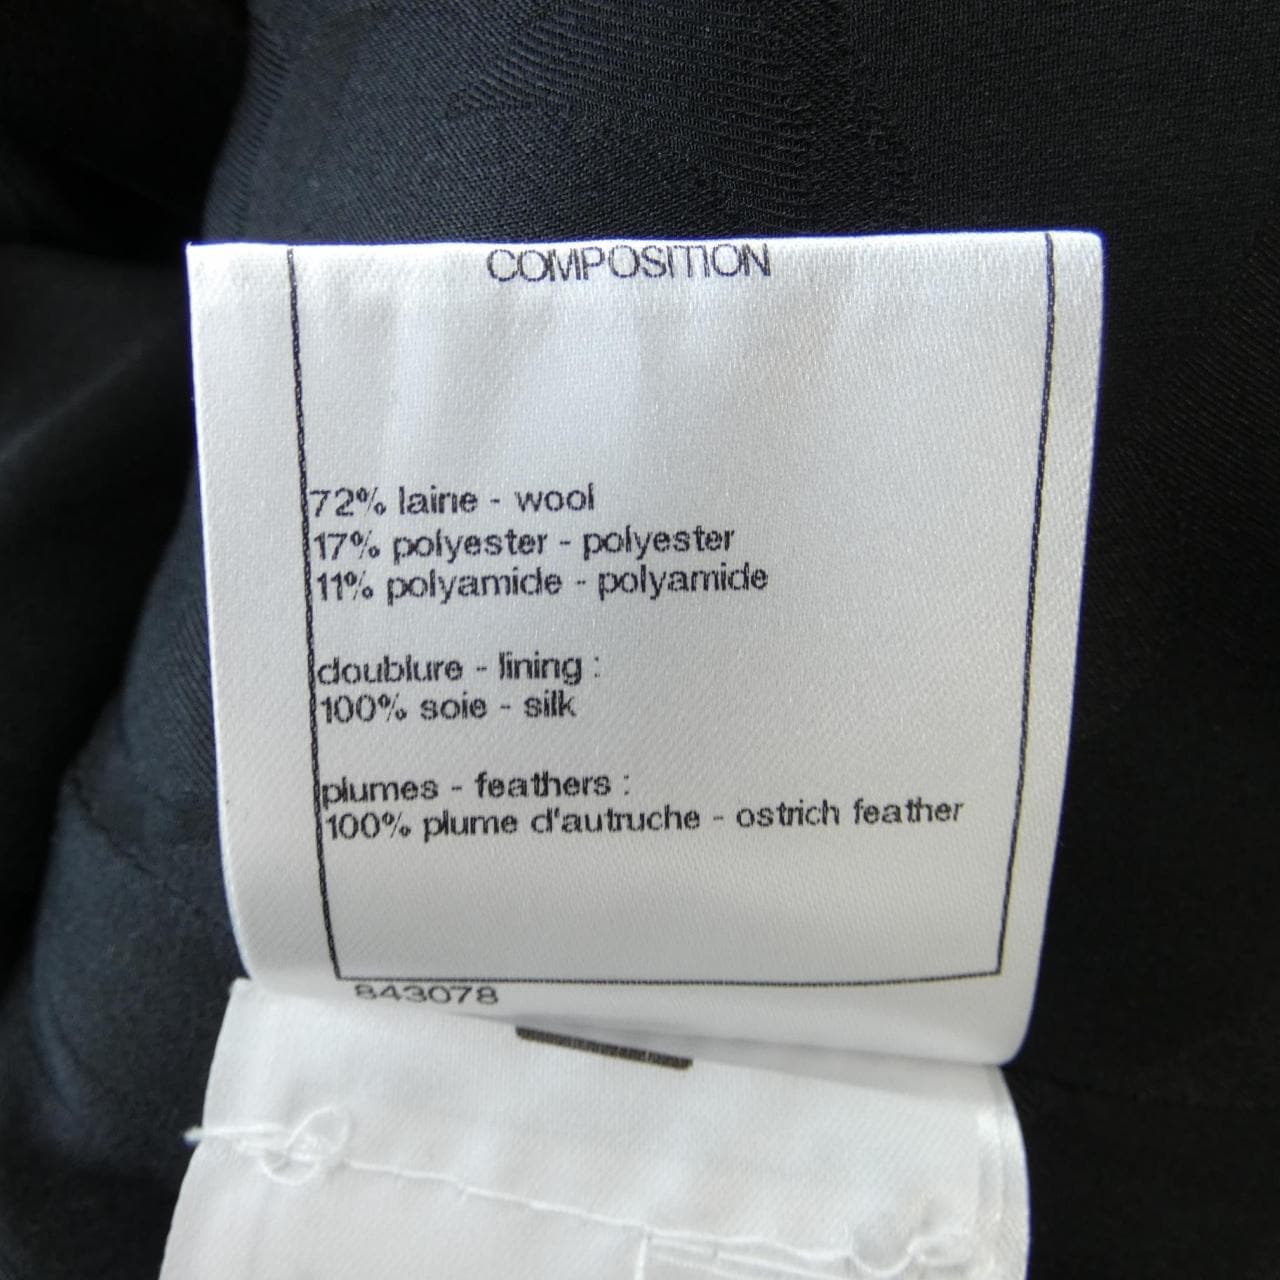 COMPOSITION
72% laine - wool
17% polyester - polyester
11% polyamide - polyamide
doublure - lining :
100% soie - silk
plumes - feathers :
100% plume d'autruche - ostrich feather
843078